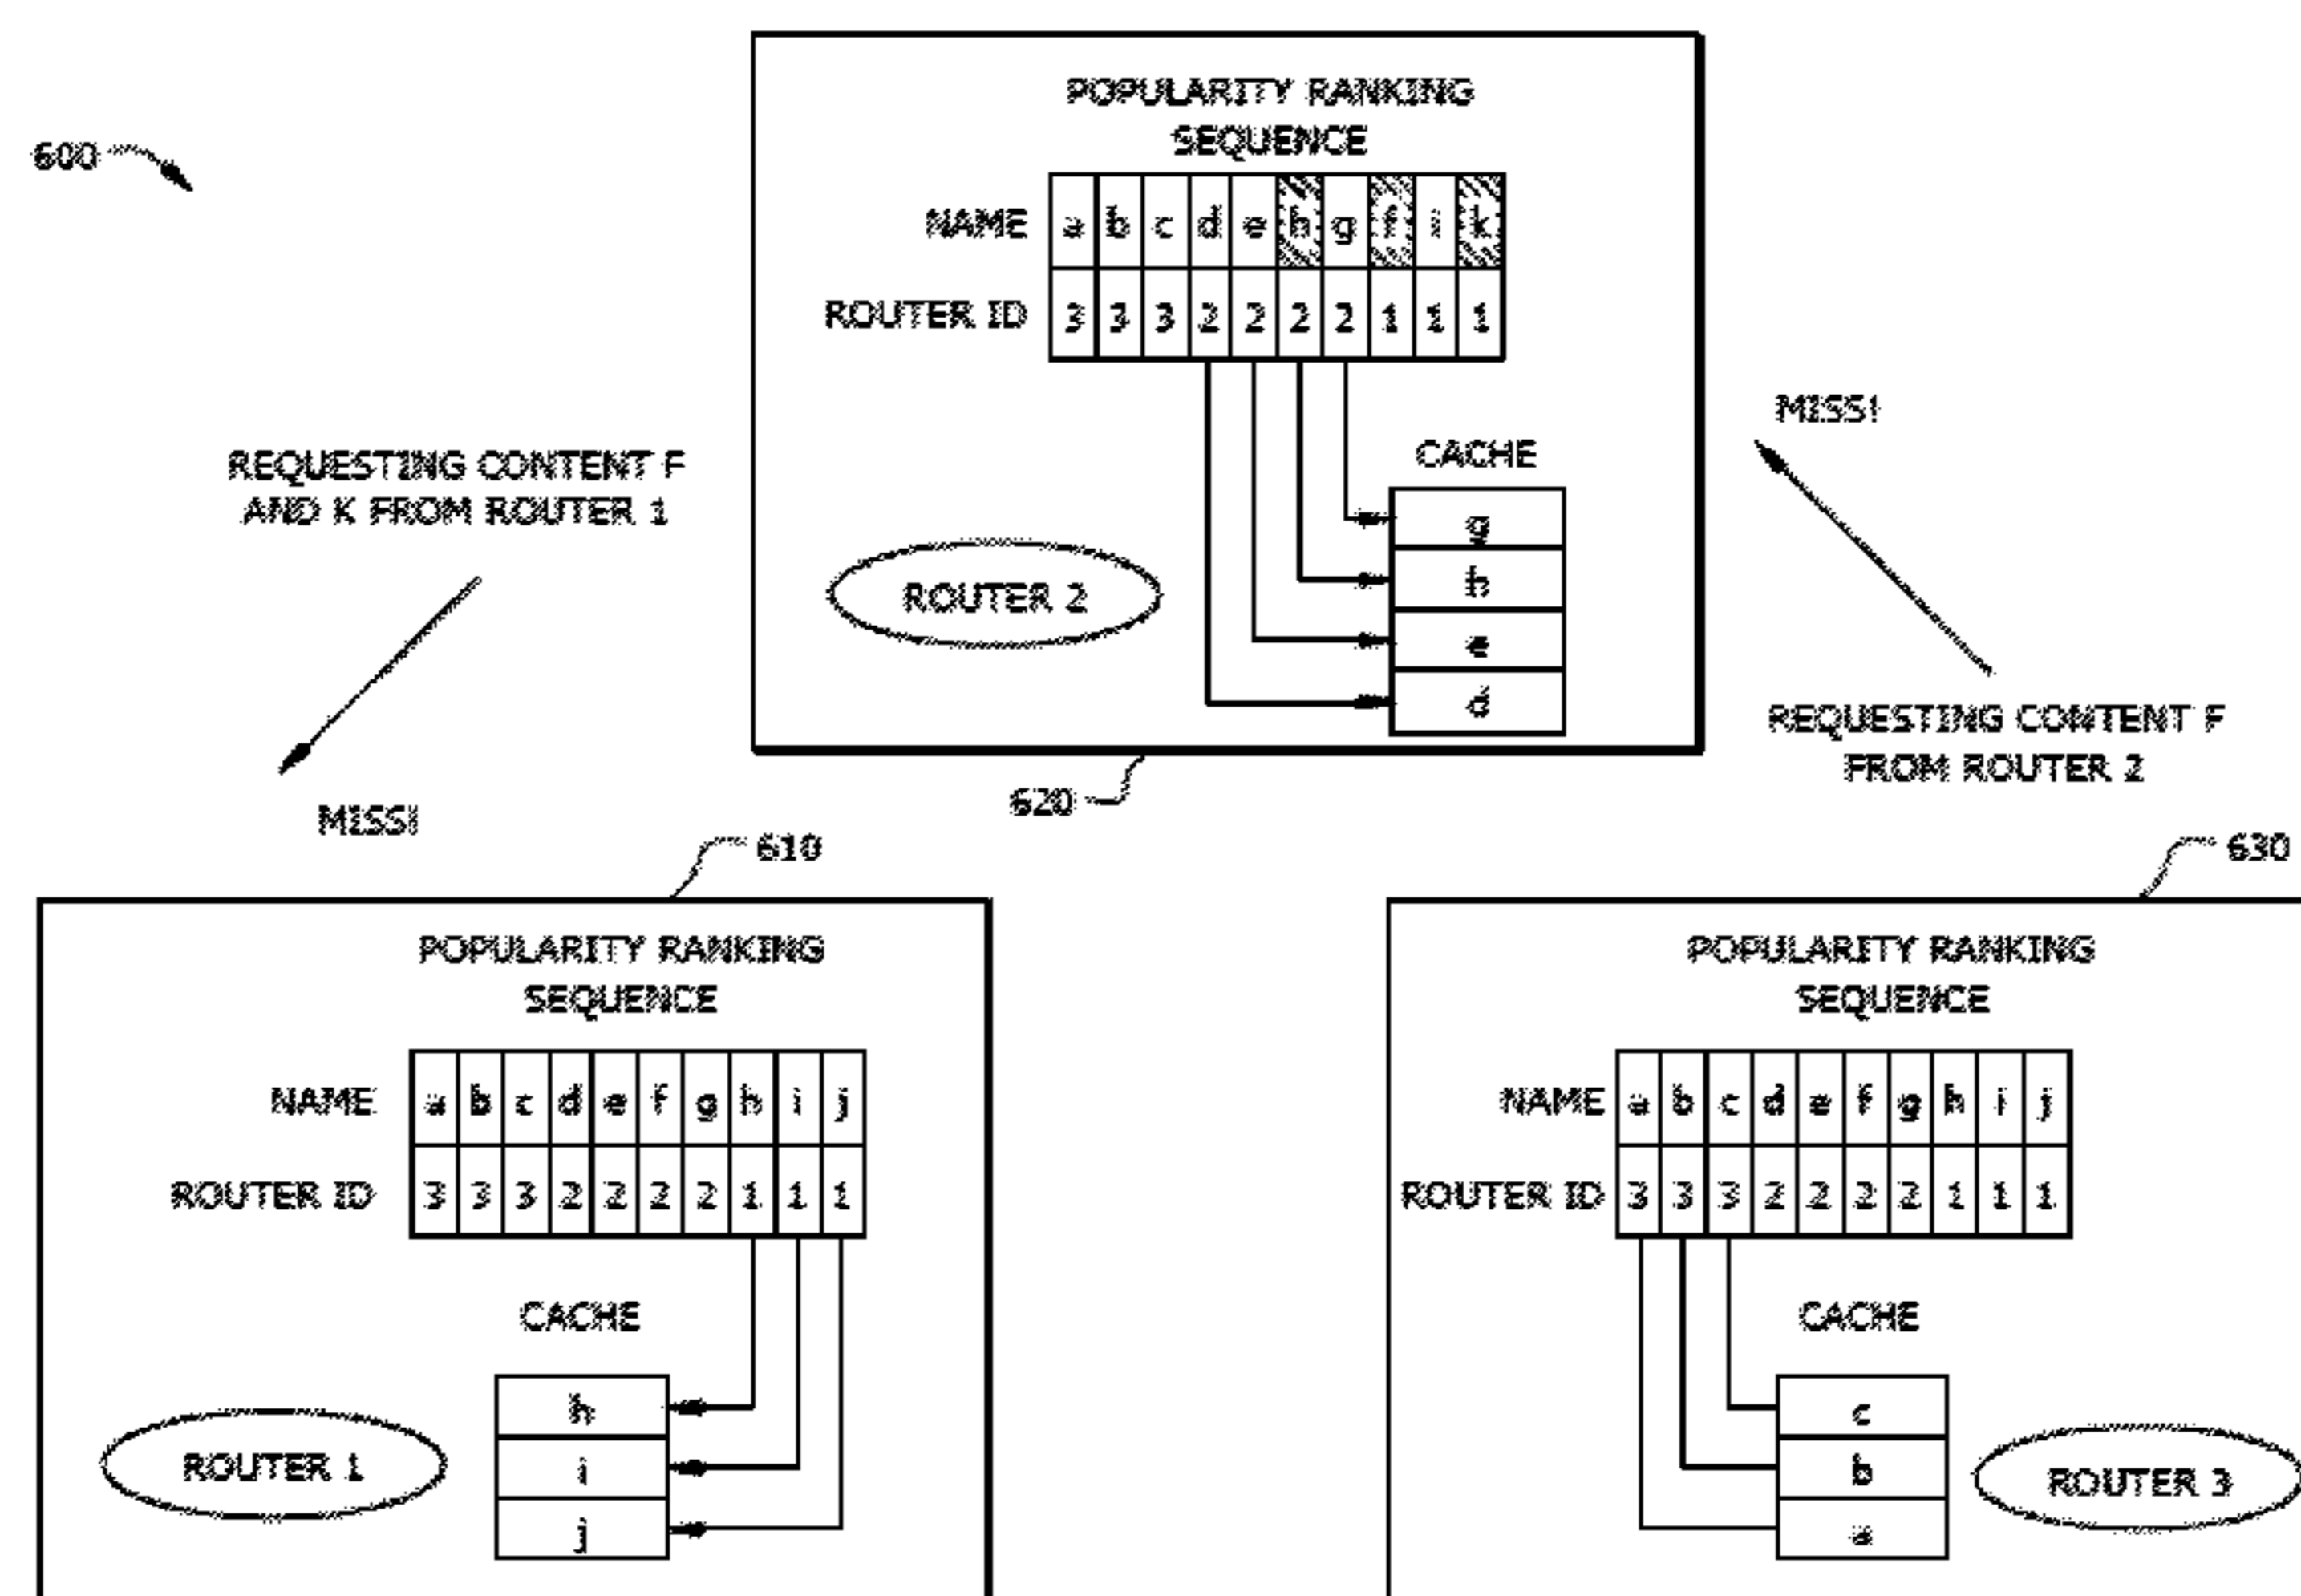 600
POPULARITY RANKING
SEQUENCE
NAME a b c d e h g f i k
ROUTER ID 3 3 3 2 2 2 2 1 1 1
MISS!
REQUESTING CONTENT F
AND K FROM ROUTER 1
CACHE
g
h
e
d
ROUTER 2
REQUESTING CONTENT F
FROM ROUTER 2
620
MISS!
610
630
POPULARITY RANKING
SEQUENCE
NAME a b c d e f g h i j
ROUTER ID 3 3 3 2 2 2 2 1 1 1
CACHE
h
i
j
ROUTER 1
POPULARITY RANKING
SEQUENCE
NAME a b c d e f g h i j
ROUTER ID 3 3 3 2 2 2 2 1 1 1
CACHE
c
b
a
ROUTER 3